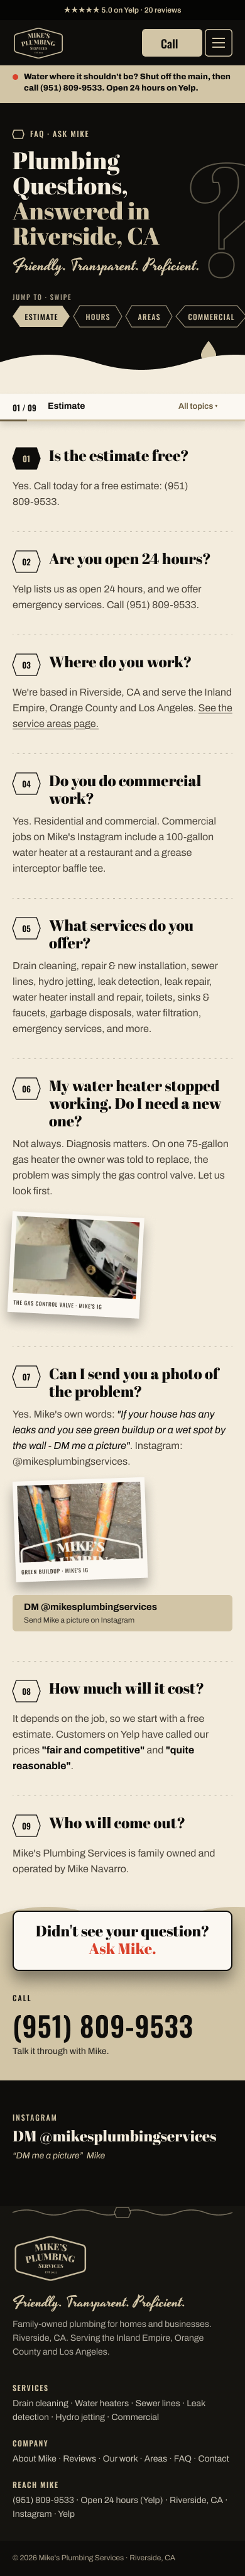 ★★★★★ 5.0 on Yelp · 20 reviews
MIKE'S
PLUMBING
SERVICES
Call
Water where it shouldn't be? Shut off the main, then
call (951) 809-9533. Open 24 hours on Yelp.
FAQ · ASK MIKE
Plumbing
Questions,
Answered in
Riverside, CA
?
Friendly. Transparent. Proficient.
JUMP TO · SWIPE
ESTIMATE
HOURS
AREAS
COMMERCIAL
01 / 09
Estimate
All topics
01
Is the estimate free?
Yes. Call today for a free estimate: (951)
809-9533.
02
Are you open 24 hours?
Yelp lists us as open 24 hours, and we offer
emergency services. Call (951) 809-9533.
03
Where do you work?
We're based in Riverside, CA and serve the Inland
Empire, Orange County and Los Angeles. See the
service areas page.
04
Do you do commercial
work?
Yes. Residential and commercial. Commercial
jobs on Mike's Instagram include a 100-gallon
water heater at a restaurant and a grease
interceptor baffle tee.
05
What services do you
offer?
Drain cleaning, repair & new installation, sewer
lines, hydro jetting, leak detection, leak repair,
water heater install and repair, toilets, sinks &
faucets, garbage disposals, water filtration,
emergency services, and more.
06
My water heater stopped
working. Do I need a new
one?
Not always. Diagnosis matters. On one 75-gallon
gas heater the owner was told to replace, the
problem was simply the gas control valve. Let us
look first.
THE GAS CONTROL VALVE · MIKE'S IG
07
Can I send you a photo of
the problem?
Yes. Mike's own words: "If your house has any
leaks and you see green buildup or a wet spot by
the wall - DM me a picture". Instagram:
@mikesplumbingservices.
MIKE'S
GREEN BUILDUP · MIKE'S IG
DM @mikesplumbingservices
Send Mike a picture on Instagram
08
How much will it cost?
It depends on the job, so we start with a free
estimate. Customers on Yelp have called our
prices "fair and competitive" and "quite
reasonable".
09
Who will come out?
Mike's Plumbing Services is family owned and
operated by Mike Navarro.
Didn't see your question?
Ask Mike.
CALL
(951) 809-9533
Talk it through with Mike.
INSTAGRAM
DM @mikesplumbingservices
“DM me a picture” Mike
MIKE'S
PLUMBING
SERVICES
Friendly. Transparent. Proficient.
Family-owned plumbing for homes and businesses.
Riverside, CA. Serving the Inland Empire, Orange
County and Los Angeles.
SERVICES
Drain cleaning · Water heaters · Sewer lines · Leak
detection · Hydro jetting · Commercial
COMPANY
About Mike · Reviews · Our work · Areas · FAQ · Contact
REACH MIKE
(951) 809-9533 · Open 24 hours (Yelp) · Riverside, CA ·
Instagram · Yelp
© 2026 Mike's Plumbing Services · Riverside, CA